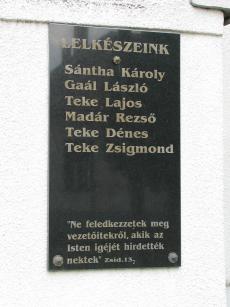 LELKÉSZEINK
Sántha Károly
Gaál László
Teke Lajos
Madár Rezső
Teke Dénes
Teke Zsigmond
"Ne feledkezzetek meg
vezetőitekről, akik az
Isten igéjét hirdették
nektek" Zsid.13,7